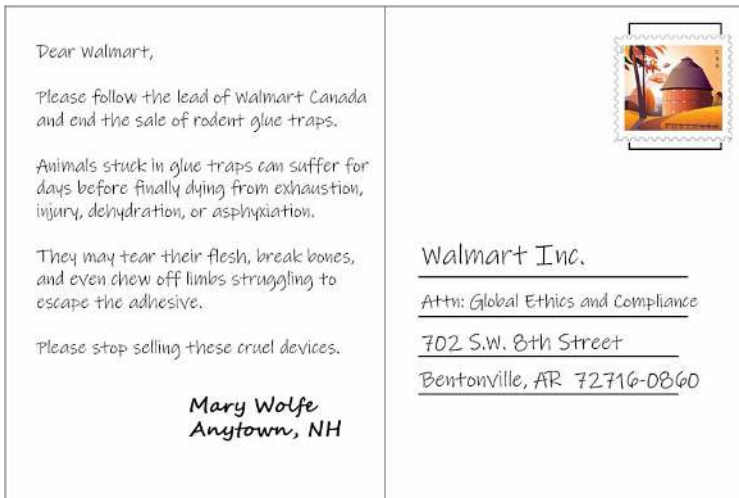 Dear Walmart,
Please follow the lead of Walmart Canada
and end the sale of rodent glue traps.
Animals stuck in glue traps can suffer for
days before finally dying from exhaustion,
injury, dehydration, or asphyxiation.
They may tear their flesh, break bones,
and even chew off limbs struggling to
escape the adhesive.
Please stop selling these cruel devices.
Mary Wolfe
Anytown, NH
USA
POSTCARD
Walmart Inc.
Attn: Global Ethics and Compliance
702 S.W. 8th Street
Bentonville, AR 72716-0860